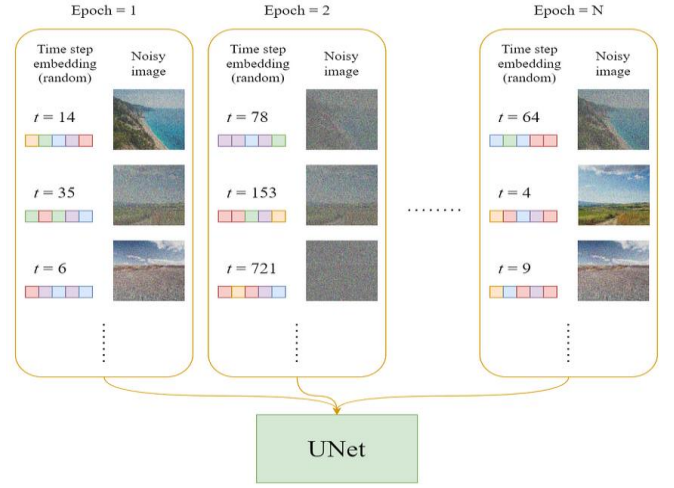 Epoch = 1
Time step
embedding
(random)
Noisy
image
t = 14
t = 35
t = 6
Epoch = 2
Time step
embedding
(random)
Noisy
image
t = 78
t = 153
t = 721
Epoch = N
Time step
embedding
(random)
Noisy
image
t = 64
t = 4
t = 9
UNet